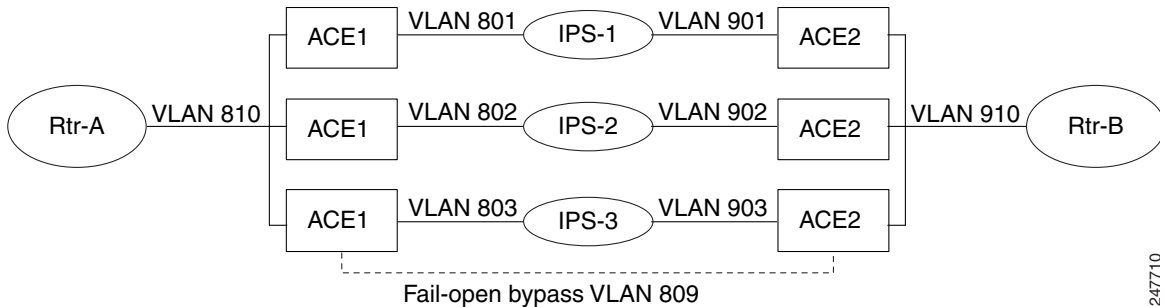 ACE1 VLAN 801 IPS-1 VLAN 901 ACE2
Rtr-A VLAN 810 ACE1 VLAN 802 IPS-2 VLAN 902 ACE2 VLAN 910 Rtr-B
ACE1 VLAN 803 IPS-3 VLAN 903 ACE2
Fail-open bypass VLAN 809
247710